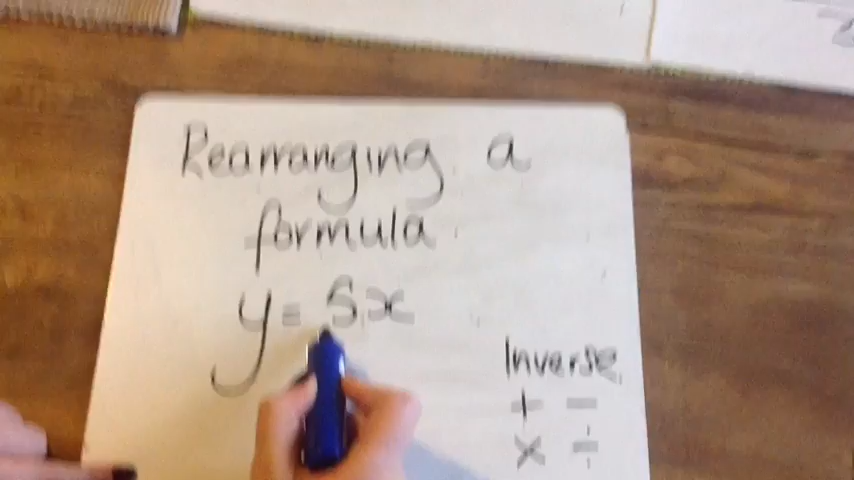 Rearranging a
formula
y = 5x
Inverse
+ -
× ÷